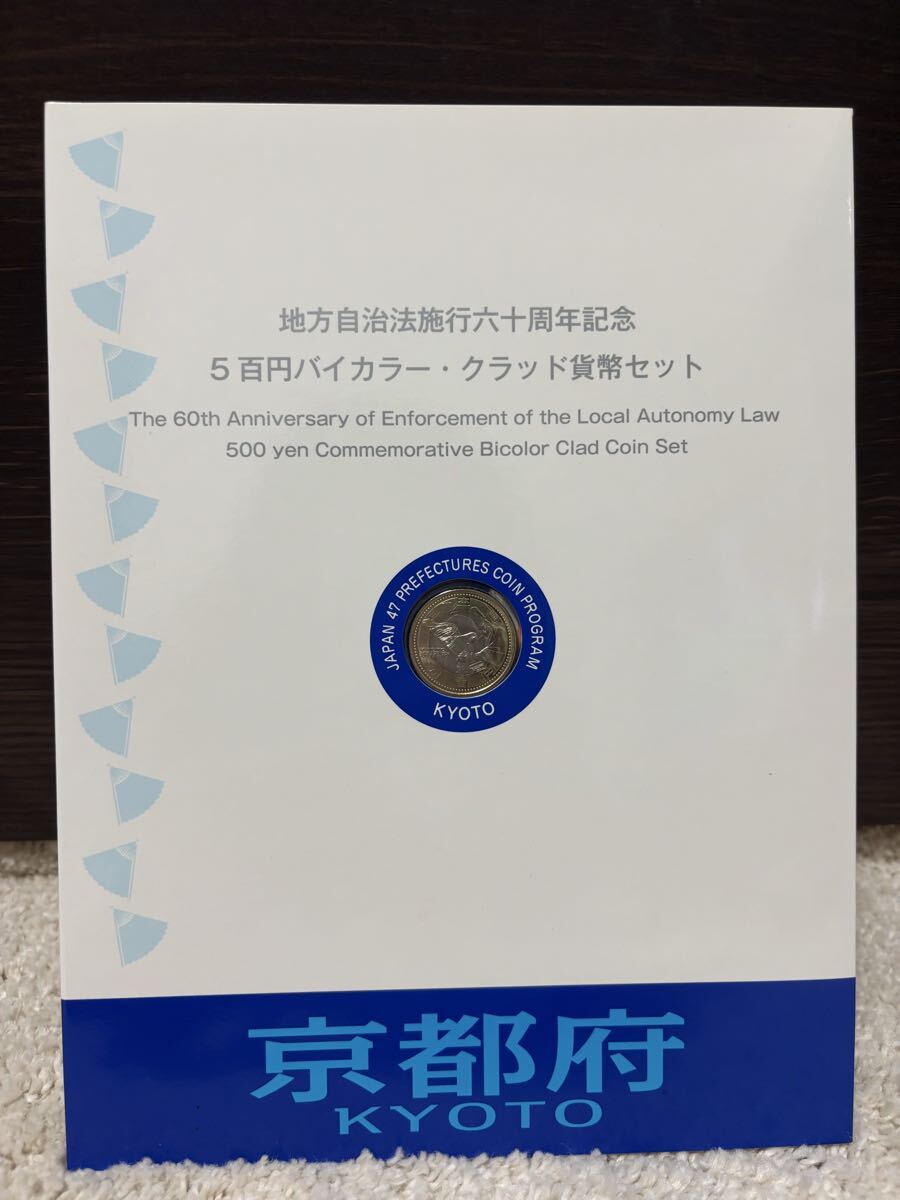 地方自治法施行六十周年記念
5百円バイカラー・クラッド貨幣セット
The 60th Anniversary of Enforcement of the Local Autonomy Law
500 yen Commemorative Bicolor Clad Coin Set
JAPAN 47 PREFECTURES COIN PROGRAM
KYOTO
京都府
KYOTO